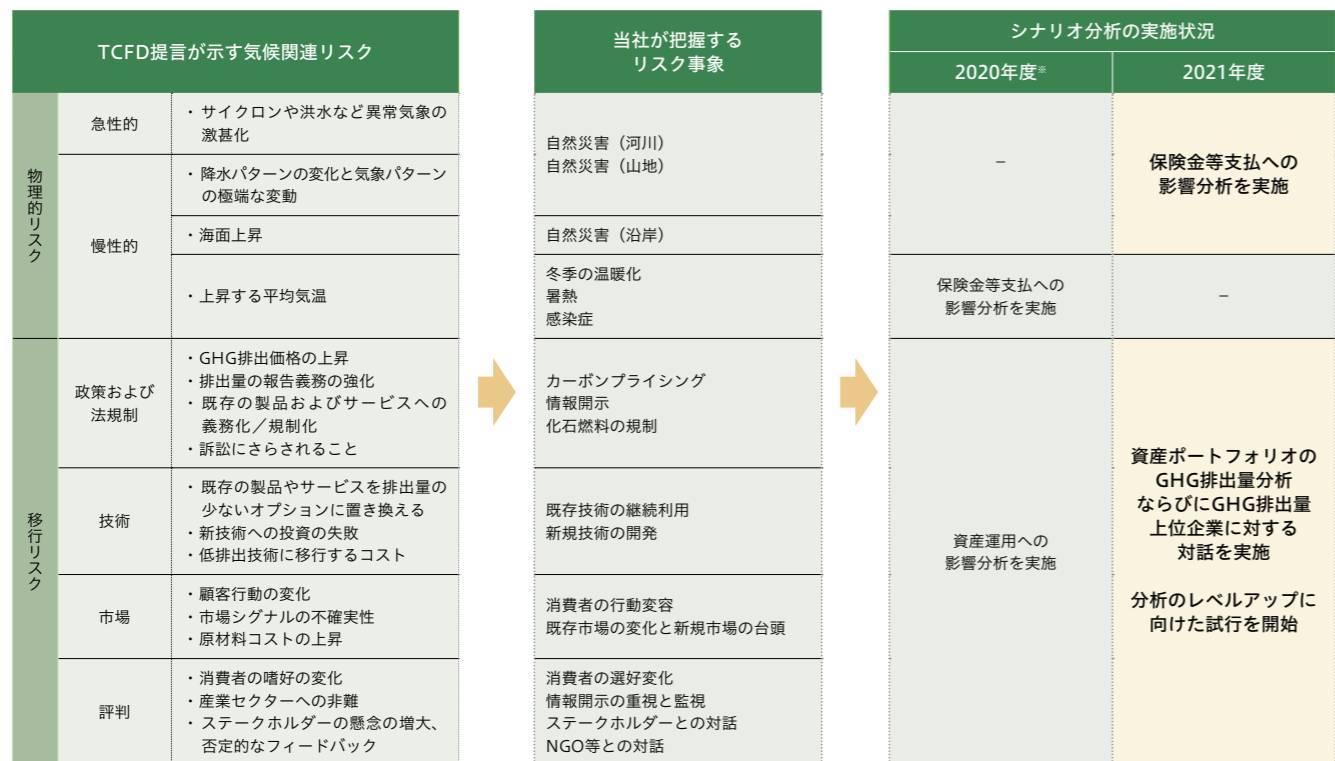 TCFD提言が示す気候関連リスク
当社が把握する
リスク事象
シナリオ分析の実施状況
2020年度※
2021年度
物理的リスク
急性的
・サイクロンや洪水など異常気象の
激甚化
自然災害（河川）
自然災害（山地）
–
保険金等支払への
影響分析を実施
慢性的
・降水パターンの変化と気象パターン
の極端な変動
・海面上昇
自然災害（沿岸）
・上昇する平均気温
冬季の温暖化
暑熱
感染症
保険金等支払への
影響分析を実施
–
移行リスク
政策および
法規制
・GHG排出価格の上昇
・排出量の報告義務の強化
・既存の製品およびサービスへの
義務化／規制化
・訴訟にさらされること
カーボンプライシング
情報開示
化石燃料の規制
資産運用への
影響分析を実施
資産ポートフォリオの
GHG排出量分析
ならびにGHG排出量
上位企業に対する
対話を実施
分析のレベルアップに
向けた試行を開始
技術
・既存の製品やサービスを排出量の
少ないオプションに置き換える
・新技術への投資の失敗
・低排出技術に移行するコスト
既存技術の継続利用
新規技術の開発
市場
・顧客行動の変化
・市場シグナルの不確実性
・原材料コストの上昇
消費者の行動変容
既存市場の変化と新規市場の台頭
評判
・消費者の嗜好の変化
・産業セクターへの非難
・ステークホルダーの懸念の増大、
否定的なフィードバック
消費者の選好変化
情報開示の重視と監視
ステークホルダーとの対話
NGO等との対話